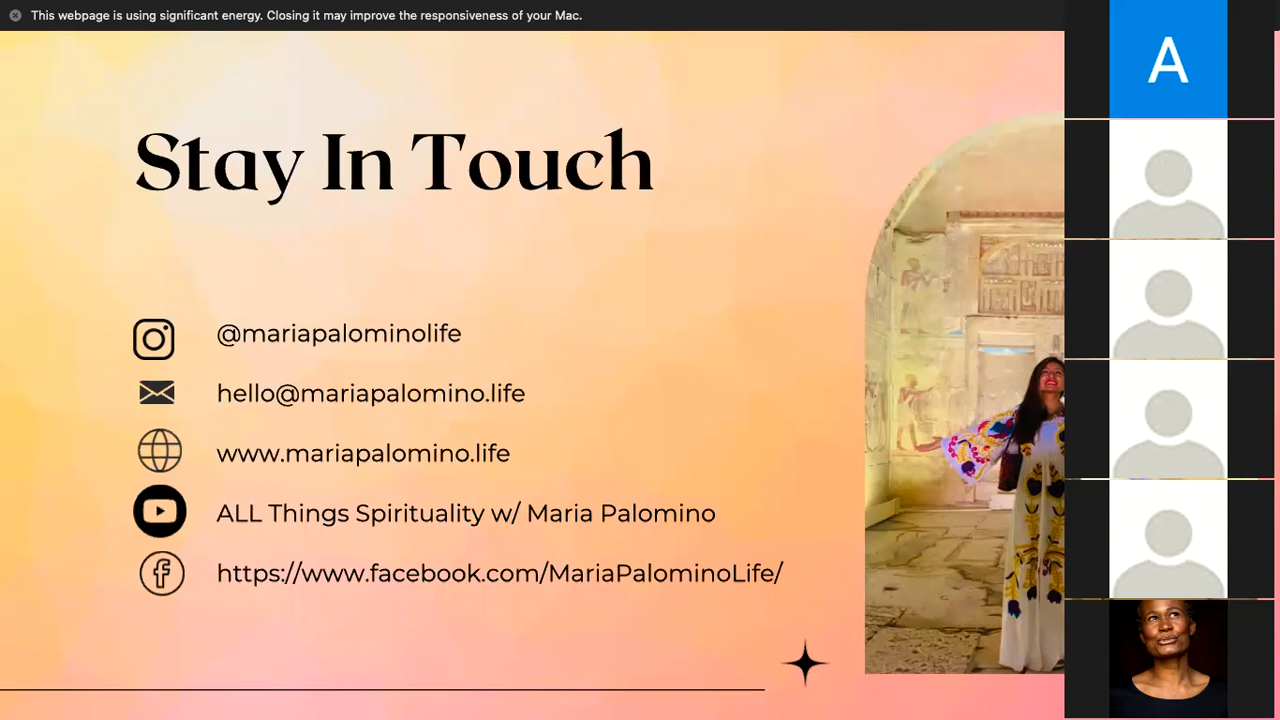 This webpage is using significant energy. Closing it may improve the responsiveness of your Mac.
A
Stay In Touch
@mariapalominolife
hello@mariapalomino.life
www.mariapalomino.life
ALL Things Spirituality w/ Maria Palomino
https://www.facebook.com/MariaPalominoLife/